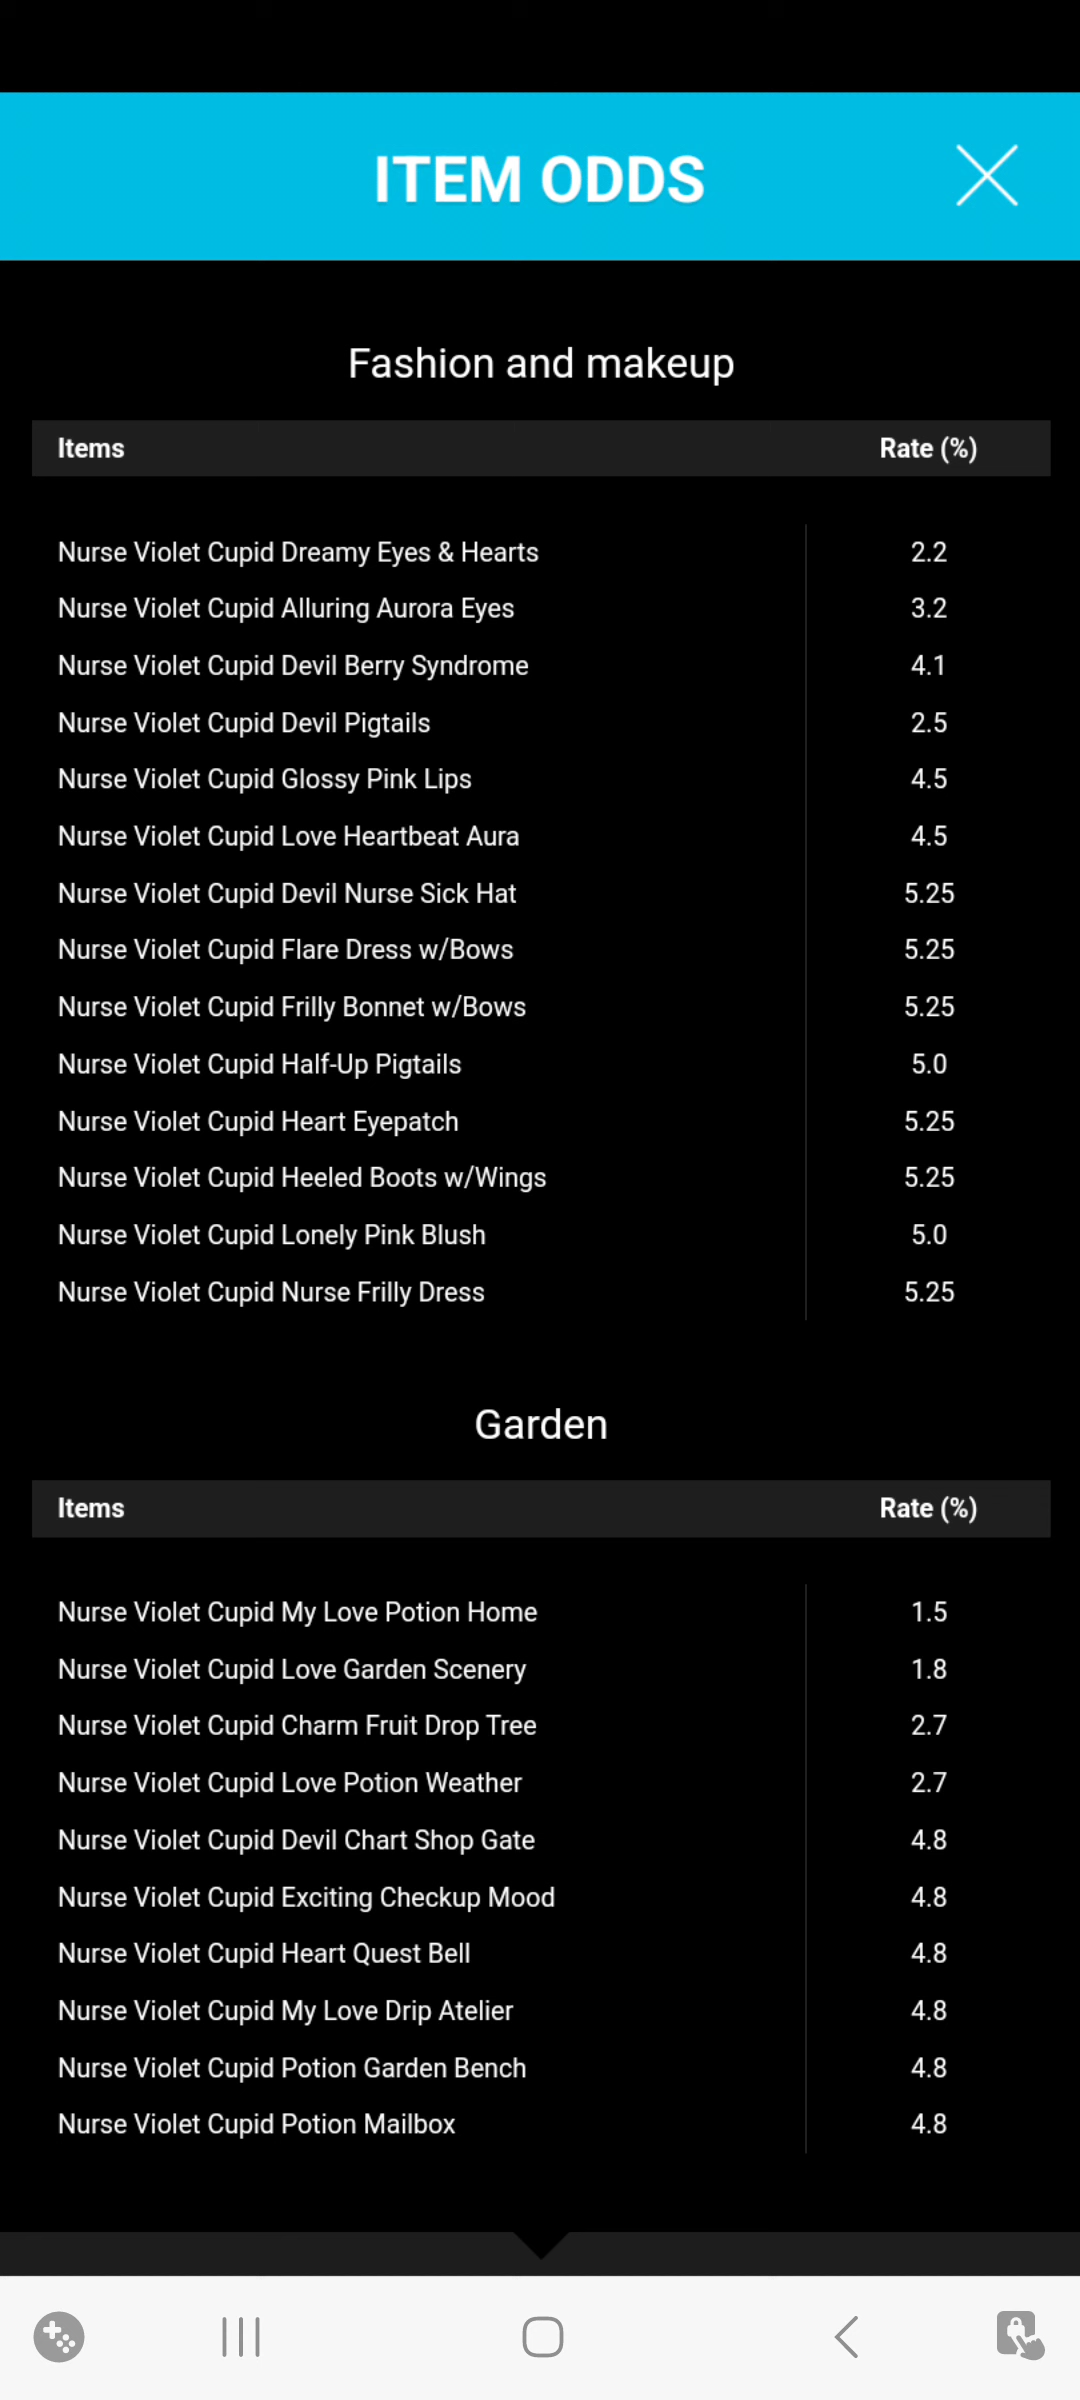 ITEM ODDS
Fashion and makeup
Items Rate (%)
Nurse Violet Cupid Dreamy Eyes & Hearts 2.2
Nurse Violet Cupid Alluring Aurora Eyes 3.2
Nurse Violet Cupid Devil Berry Syndrome 4.1
Nurse Violet Cupid Devil Pigtails 2.5
Nurse Violet Cupid Glossy Pink Lips 4.5
Nurse Violet Cupid Love Heartbeat Aura 4.5
Nurse Violet Cupid Devil Nurse Sick Hat 5.25
Nurse Violet Cupid Flare Dress w/Bows 5.25
Nurse Violet Cupid Frilly Bonnet w/Bows 5.25
Nurse Violet Cupid Half-Up Pigtails 5.0
Nurse Violet Cupid Heart Eyepatch 5.25
Nurse Violet Cupid Heeled Boots w/Wings 5.25
Nurse Violet Cupid Lonely Pink Blush 5.0
Nurse Violet Cupid Nurse Frilly Dress 5.25
Garden
Items Rate (%)
Nurse Violet Cupid My Love Potion Home 1.5
Nurse Violet Cupid Love Garden Scenery 1.8
Nurse Violet Cupid Charm Fruit Drop Tree 2.7
Nurse Violet Cupid Love Potion Weather 2.7
Nurse Violet Cupid Devil Chart Shop Gate 4.8
Nurse Violet Cupid Exciting Checkup Mood 4.8
Nurse Violet Cupid Heart Quest Bell 4.8
Nurse Violet Cupid My Love Drip Atelier 4.8
Nurse Violet Cupid Potion Garden Bench 4.8
Nurse Violet Cupid Potion Mailbox 4.8